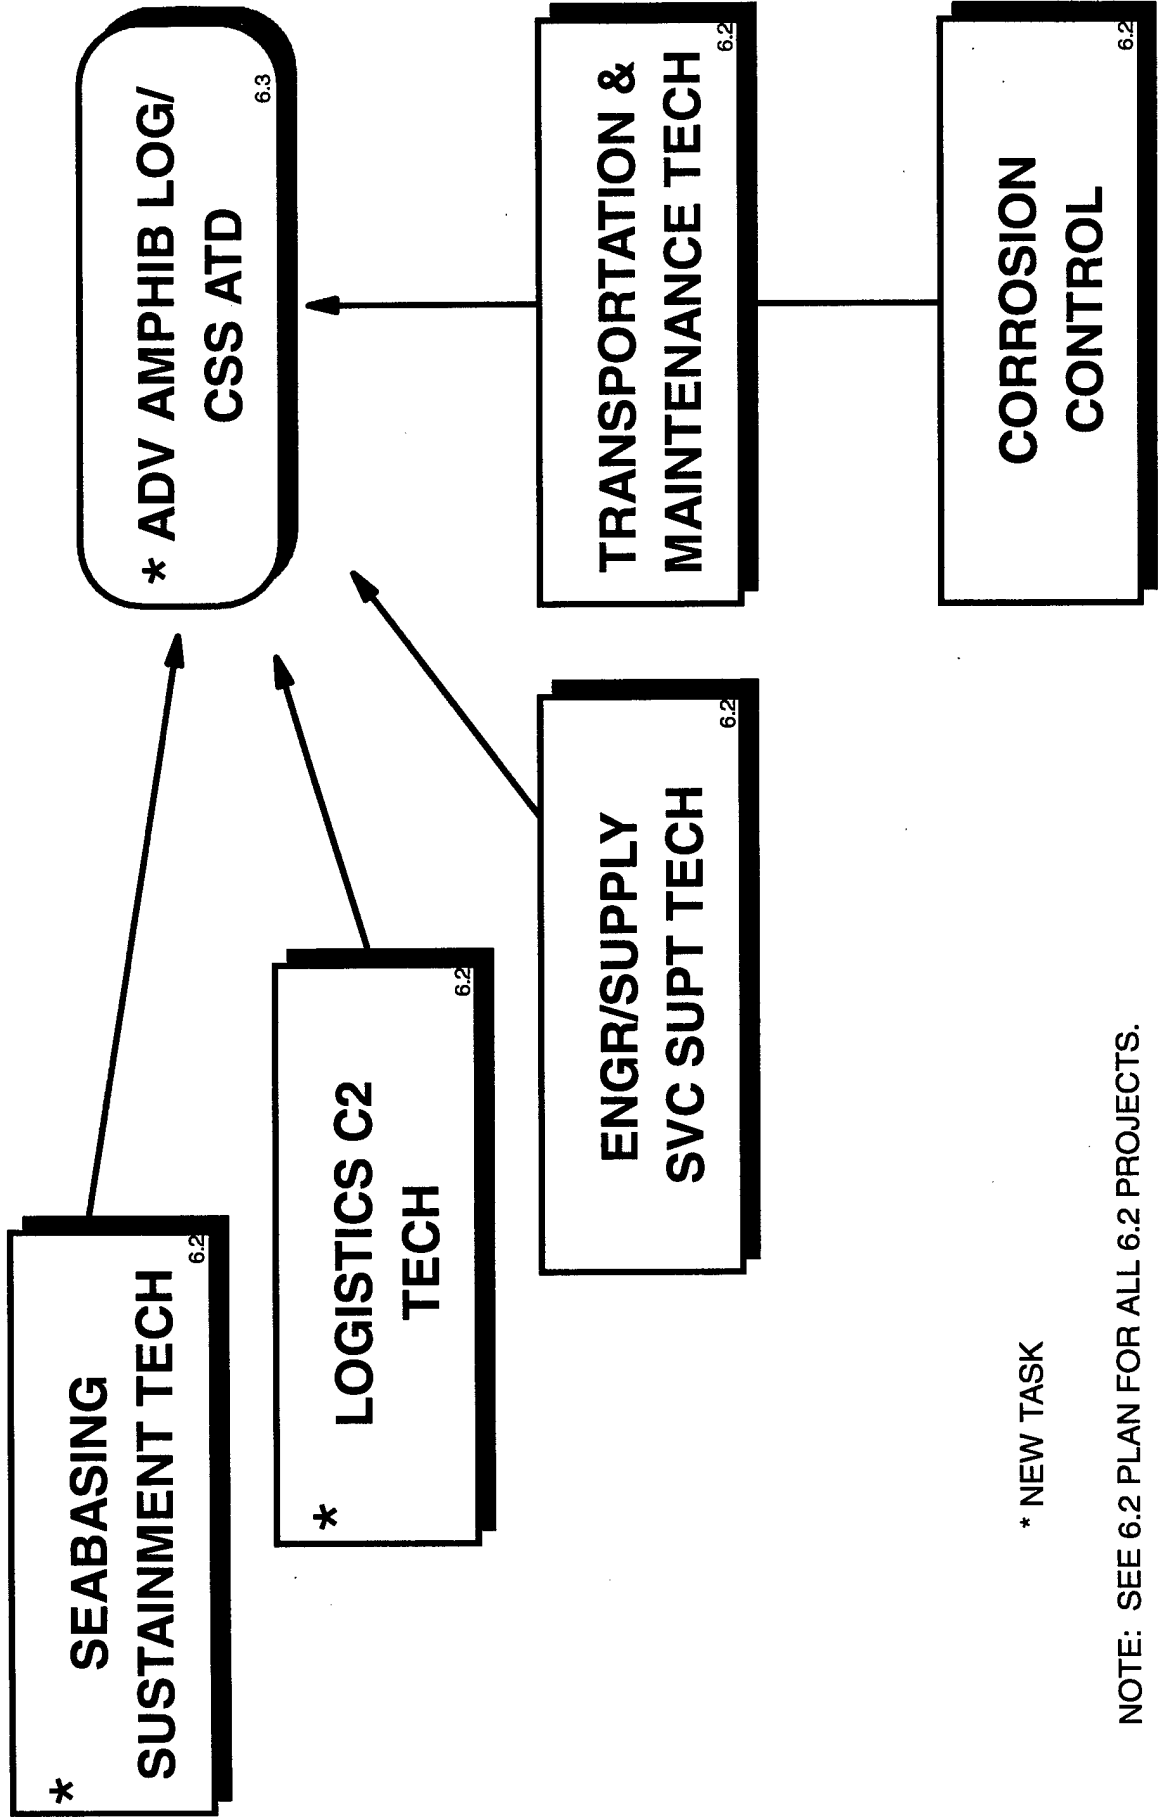 *
SEABASING
SUSTAINMENT TECH
6.2
* ADV AMPHIB LOG/
CSS ATD
6.3
*
LOGISTICS C2
TECH
6.2
ENGR/SUPPLY
SVC SUPT TECH
6.2
TRANSPORTATION &
MAINTENANCE TECH
6.2
CORROSION
CONTROL
6.2
* NEW TASK
NOTE: SEE 6.2 PLAN FOR ALL 6.2 PROJECTS.